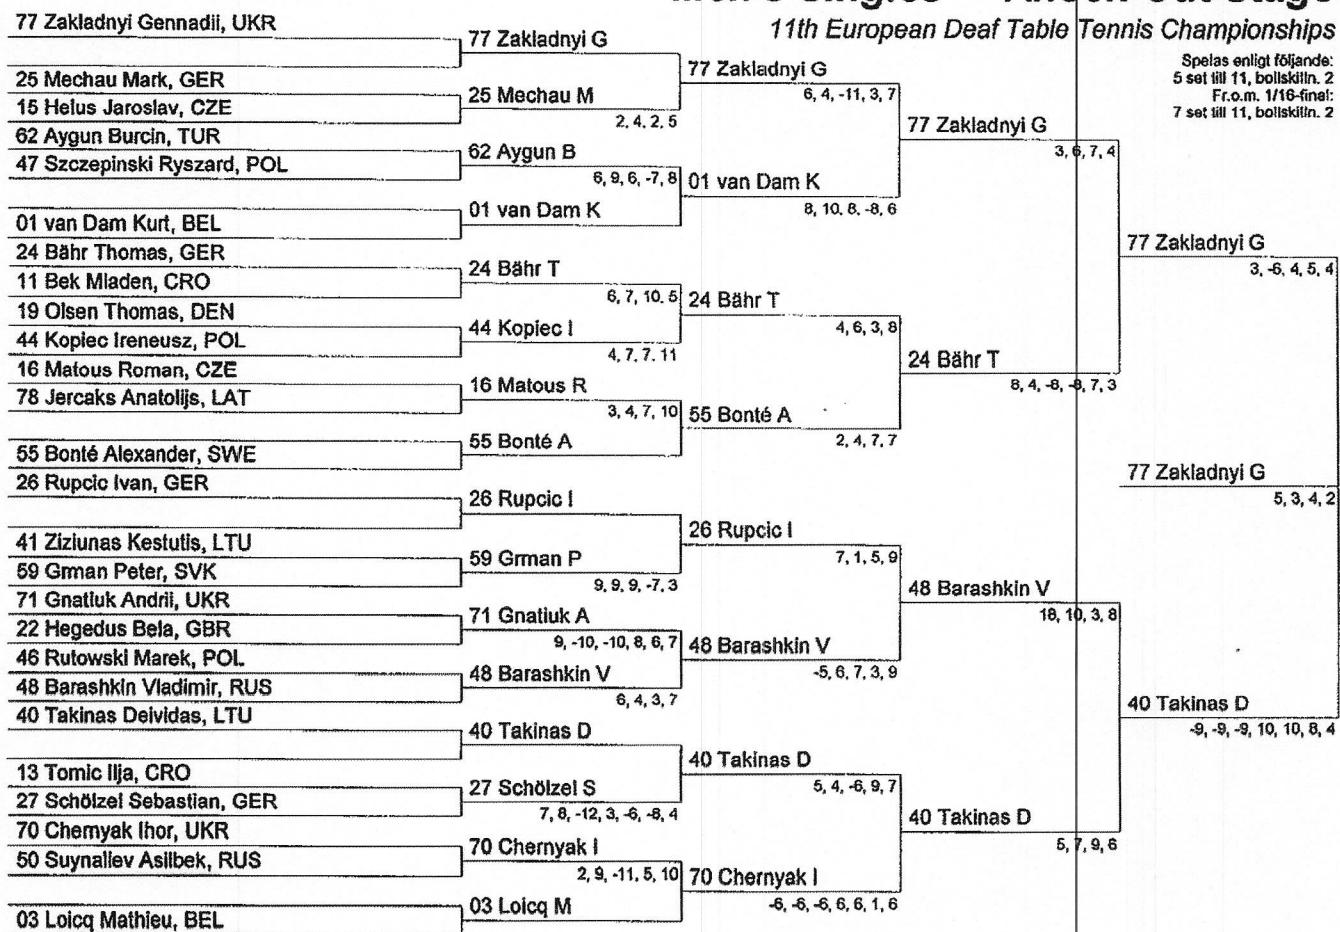 Men's Singles - Knock-Out Stage
11th European Deaf Table Tennis Championships
Spelas enligt följande:
5 set till 11, bollskilln. 2
Fr.o.m. 1/16-final:
7 set till 11, bollskilln. 2
77 Zakladnyi Gennadii, UKR
25 Mechau Mark, GER
15 Helus Jaroslav, CZE
62 Aygun Burcin, TUR
47 Szczepinski Ryszard, POL
01 van Dam Kurt, BEL
24 Bähr Thomas, GER
11 Bek Mladen, CRO
19 Olsen Thomas, DEN
44 Kopiec Ireneusz, POL
16 Matous Roman, CZE
78 Jercaks Anatolijs, LAT
55 Bonté Alexander, SWE
26 Rupcic Ivan, GER
41 Ziziunas Kestutis, LTU
59 Grman Peter, SVK
71 Gnatiuk Andrii, UKR
22 Hegedus Bela, GBR
46 Rutowski Marek, POL
48 Barashkin Vladimir, RUS
40 Takinas Deividas, LTU
13 Tomic Ilja, CRO
27 Schölzel Sebastian, GER
70 Chernyak Ihor, UKR
50 Suynaliev Asilbek, RUS
03 Loicq Mathieu, BEL
77 Zakladnyi G
25 Mechau M
2, 4, 2, 5
62 Aygun B
6, 9, 6, -7, 8
01 van Dam K
24 Bähr T
6, 7, 10. 5
44 Kopiec I
4, 7, 7. 11
16 Matous R
3, 4, 7, 10
55 Bonté A
26 Rupcic I
59 Grman P
9, 9, 9, -7, 3
71 Gnatiuk A
9, -10, -10, 8, 6, 7
48 Barashkin V
6, 4, 3, 7
40 Takinas D
27 Schölzel S
7, 8, -12, 3, -6, -8, 4
70 Chernyak I
2, 9, -11, 5, 10
03 Loicq M
77 Zakladnyi G
6, 4, -11, 3, 7
01 van Dam K
8, 10. 8, -8, 6
24 Bähr T
4, 6, 3, 8
55 Bonté A
2, 4, 7, 7
26 Rupcic I
7, 1, 5, 9
48 Barashkin V
-5, 6, 7, 3, 9
40 Takinas D
5, 4, -6, 9, 7
70 Chernyak I
-6, -6, -6, 6, 6, 1, 6
77 Zakladnyi G
3, 6, 7, 4
24 Bähr T
8, 4, -8, -8, 7, 3
48 Barashkin V
18, 10, 3, 8
40 Takinas D
5, 7, 9, 6
77 Zakladnyi G
3, -6, 4, 5, 4
40 Takinas D
-9, -9, -9, 10, 10, 8, 4
77 Zakladnyi G
5, 3, 4, 2